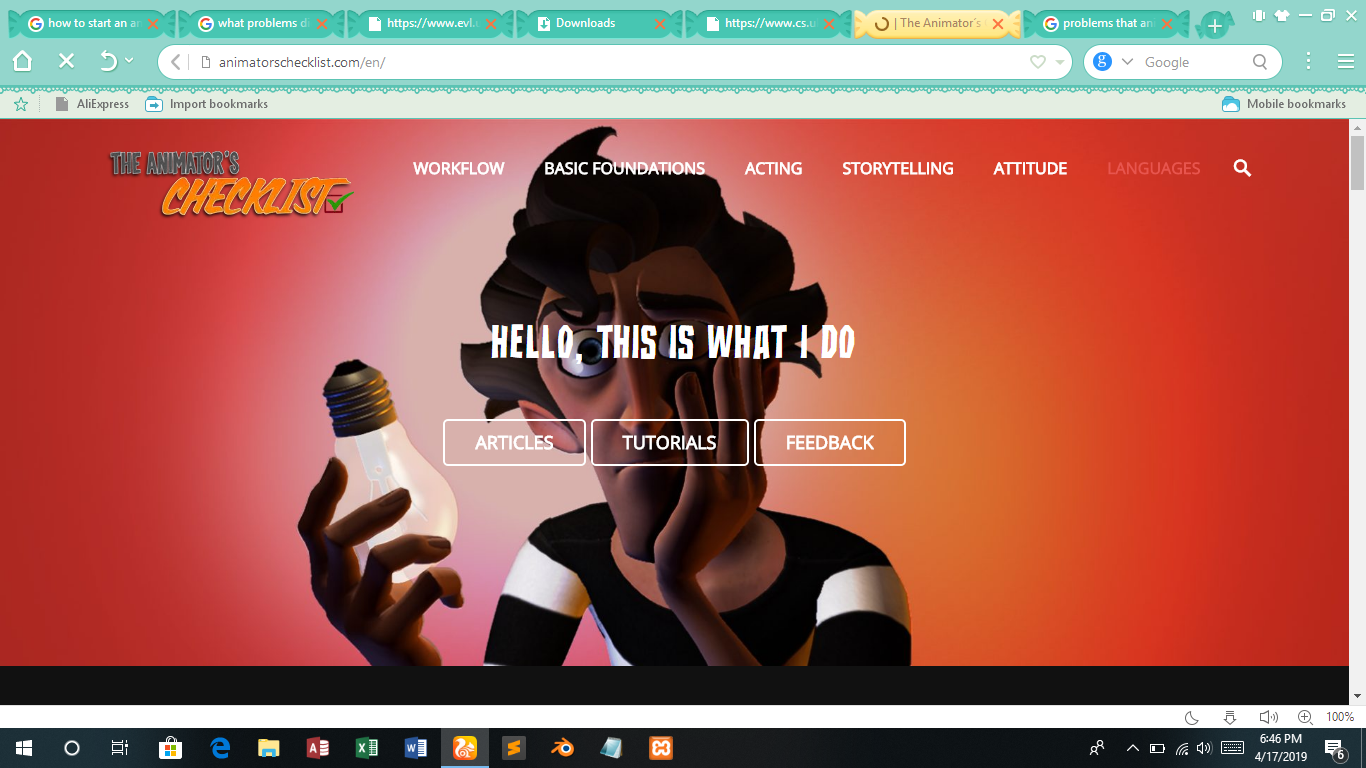 how to start an an
what problems di
https://www.evl.u
Downloads
https://www.cs.u
| The Animator's
problems that an
animatorschecklist.com/en/
Google
AliExpress
Import bookmarks
Mobile bookmarks
THE ANIMATOR'S
CHECKLIST
WORKFLOW
BASIC FOUNDATIONS
ACTING
STORYTELLING
ATTITUDE
LANGUAGES
HELLO, THIS IS WHAT I DO
ARTICLES
TUTORIALS
FEEDBACK
100%
6:46 PM
4/17/2019
6